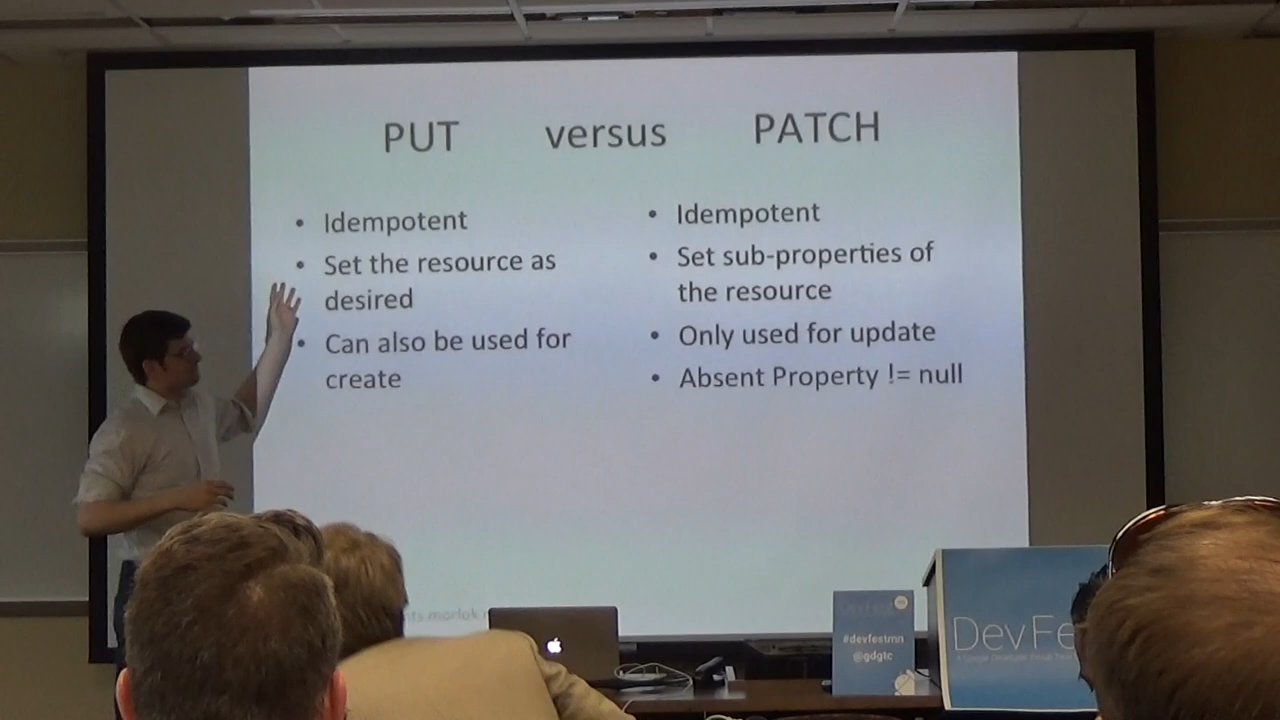 PUT versus PATCH
• Idempotent
• Set the resource as
desired
• Can also be used for
create
• Idempotent
• Set sub-properties of
the resource
• Only used for update
• Absent Property != null
DevFest
#devfestmn
@gdgtc
DevFe